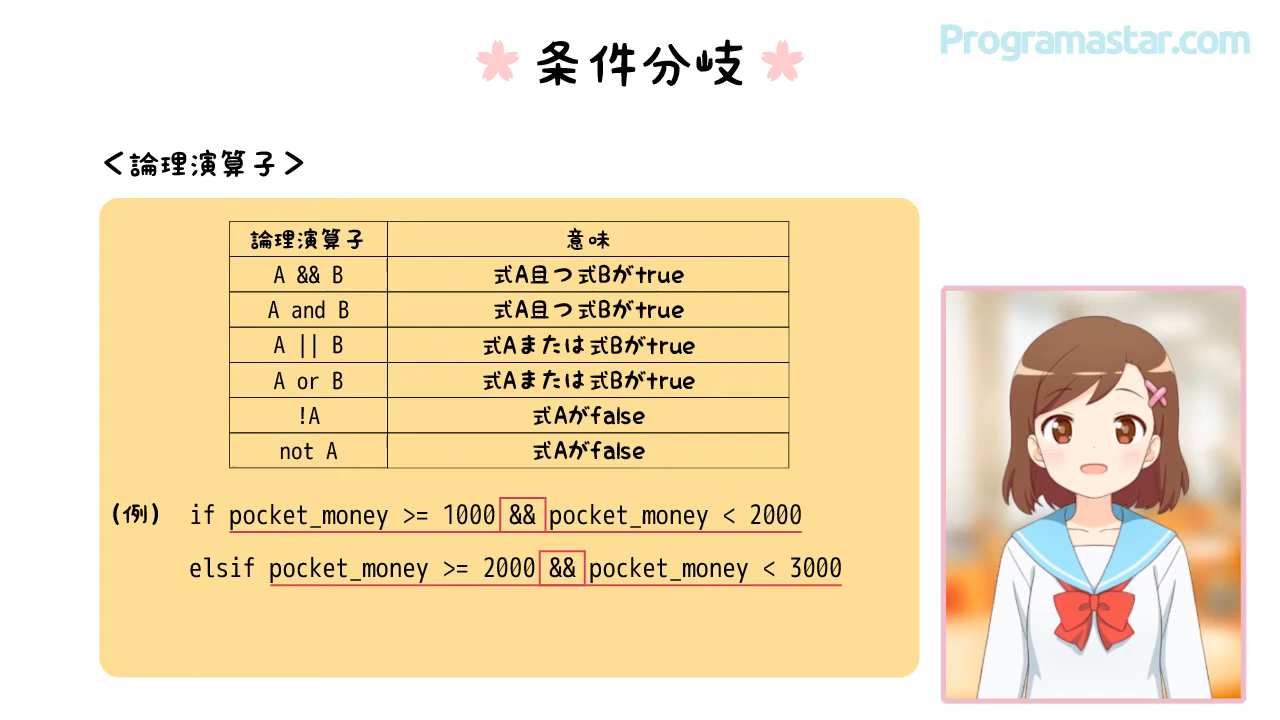 Programastar.com
条件分岐
＜論理演算子＞
論理演算子 意味
A && B 式A且つ式Bがtrue
A and B 式A且つ式Bがtrue
A || B 式Aまたは式Bがtrue
A or B 式Aまたは式Bがtrue
!A 式Aがfalse
not A 式Aがfalse
(例) if pocket_money >= 1000 && pocket_money < 2000
elsif pocket_money >= 2000 && pocket_money < 3000